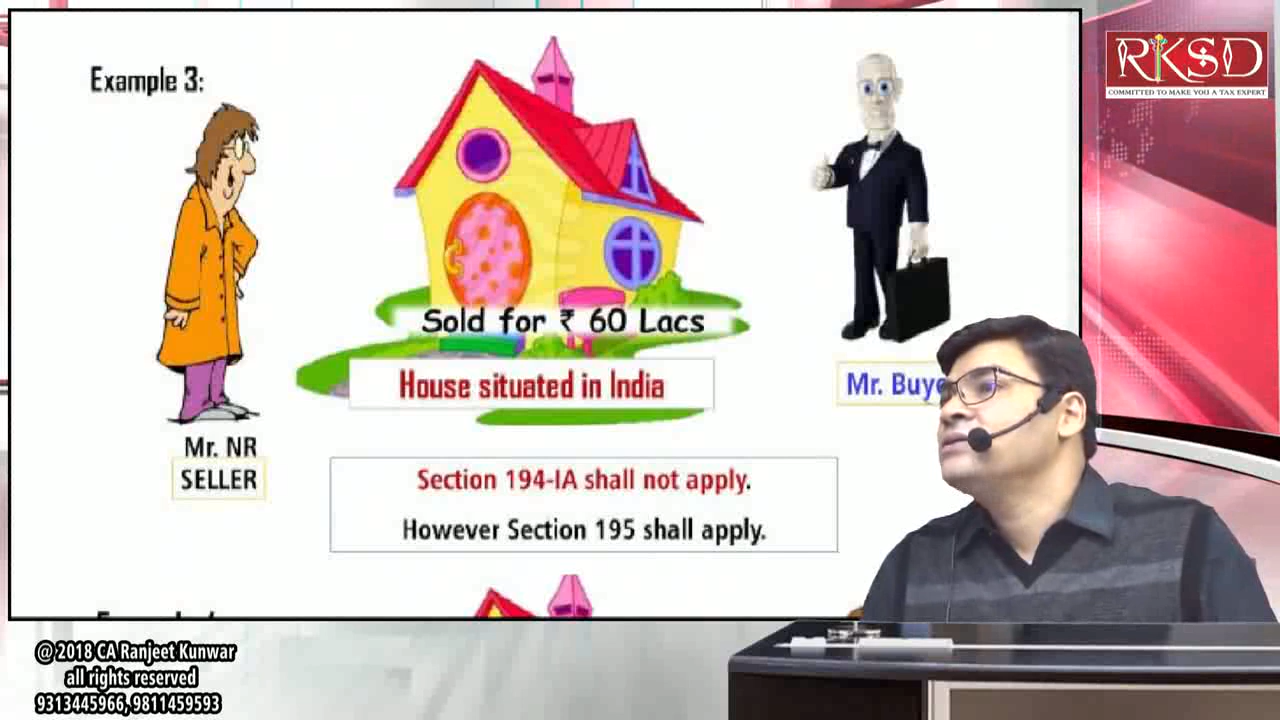 RKSD
COMMITTED TO MAKE YOU A TAX EXPERT
Example 3:
Sold for ₹ 60 Lacs
House situated in India
Mr. NR
SELLER
Section 194-IA shall not apply.
However Section 195 shall apply.
@ 2018 CA Ranjeet Kunwar
all rights reserved
9313445966, 9811459593